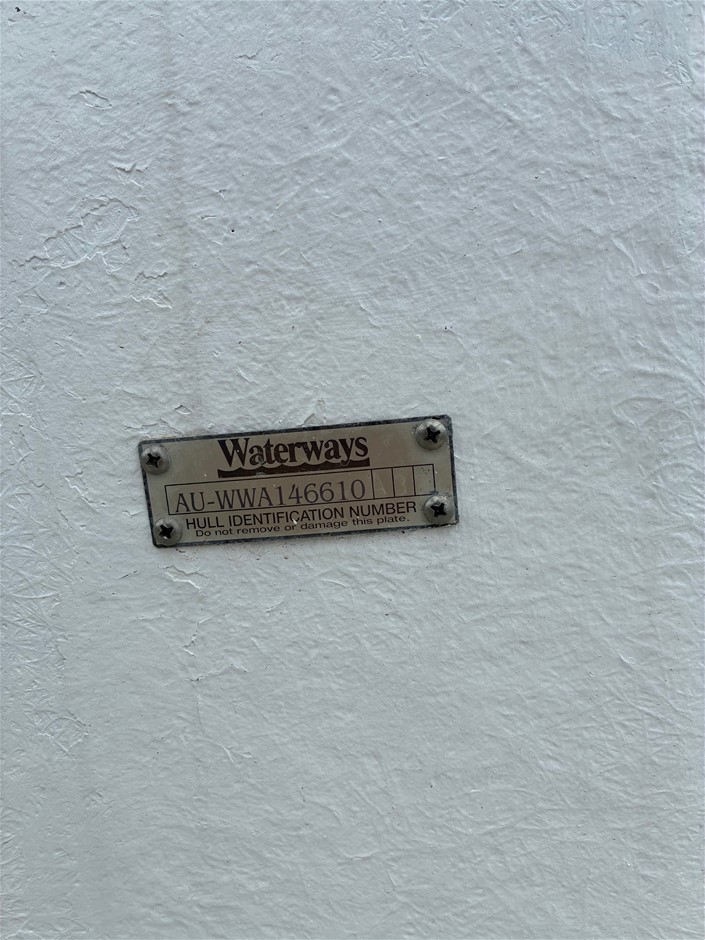 Waterways
AU-WWA146610
HULL IDENTIFICATION NUMBER
Do not remove or damage this plate.